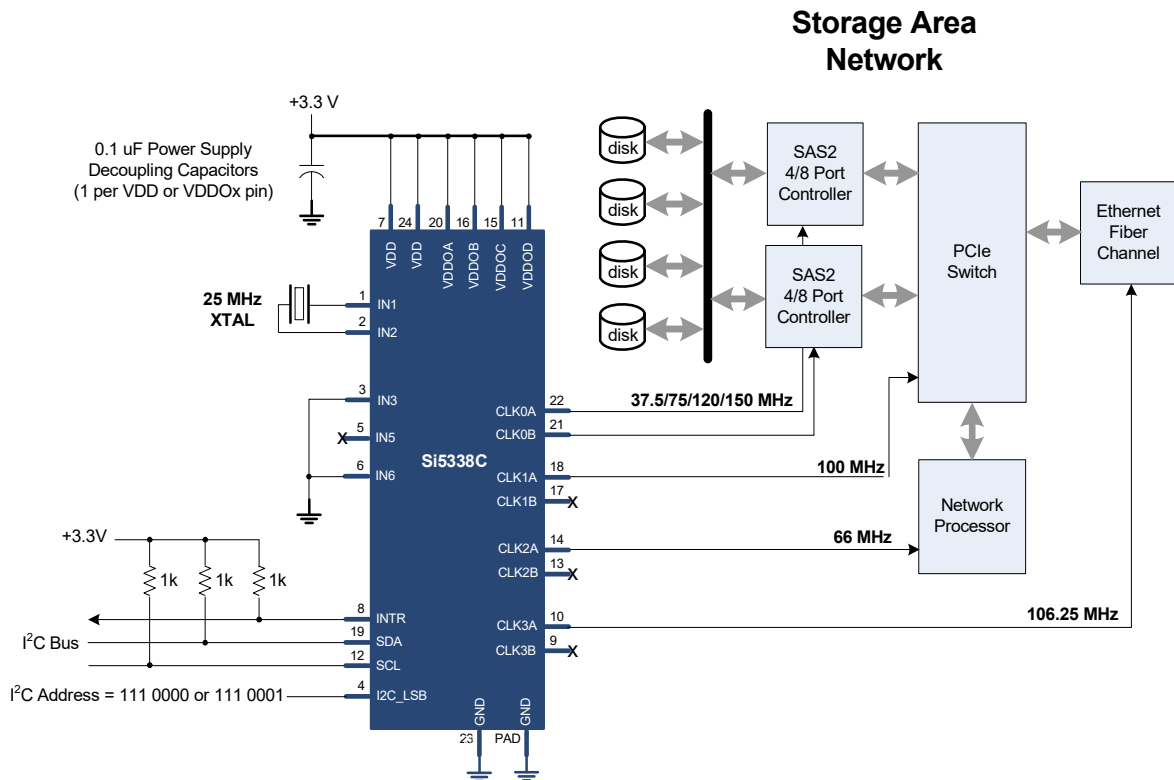 Storage Area
Network
+3.3 V
0.1 uF Power Supply
Decoupling Capacitors
(1 per VDD or VDDOx pin)
7
24
20
16
15
11
VDD
VDD
VDDOA
VDDOB
VDDOC
VDDOD
25 MHz
XTAL
1
IN1
2
IN2
3
IN3
5
X
IN5
6
IN6
Si5338C
+3.3V
1k
1k
1k
8
INTR
I²C Bus
19
SDA
12
SCL
I²C Address = 111 0000 or 111 0001
4
I2C_LSB
GND
GND
23
PAD
CLK0A
22
37.5/75/120/150 MHz
CLK0B
21
CLK1A
18
100 MHz
CLK1B
17
X
CLK2A
14
66 MHz
CLK2B
13
X
CLK3A
10
106.25 MHz
CLK3B
9
X
disk
disk
disk
disk
SAS2
4/8 Port
Controller
SAS2
4/8 Port
Controller
PCIe
Switch
Ethernet
Fiber
Channel
Network
Processor